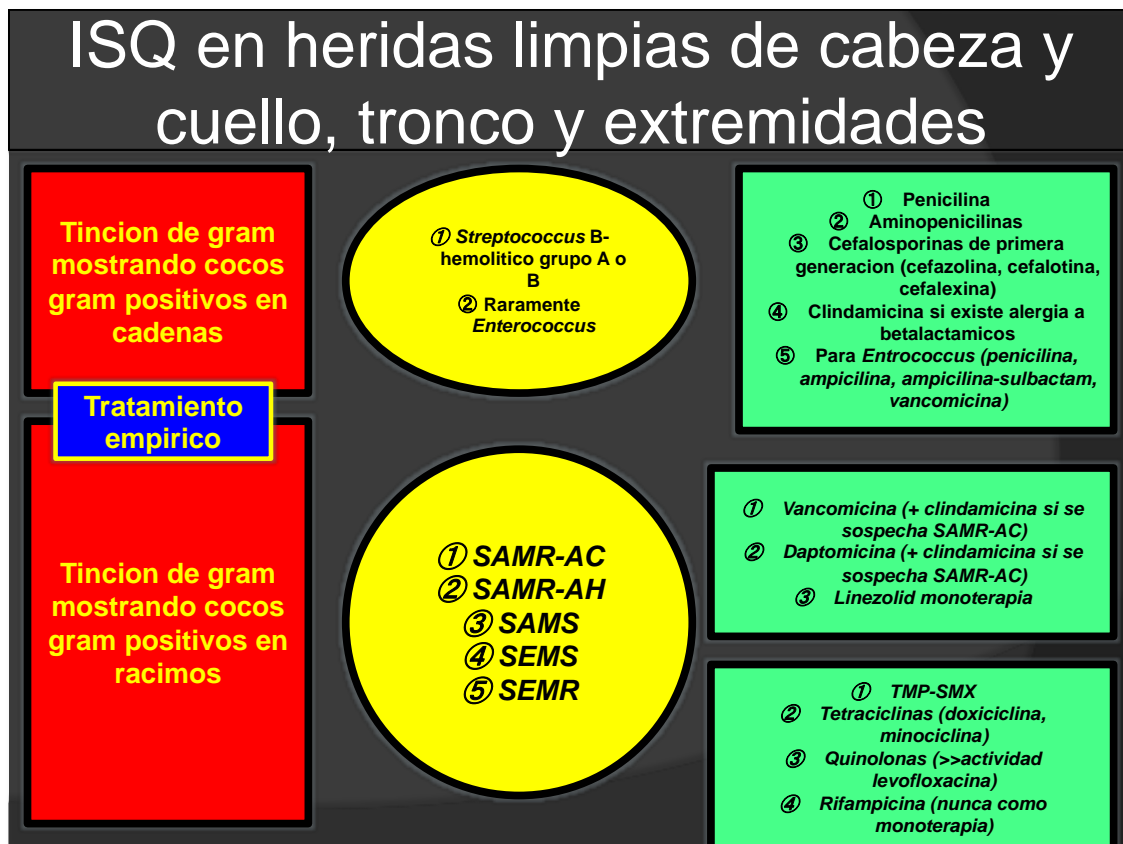 ISQ en heridas limpias de cabeza y
cuello, tronco y extremidades
Tincion de gram
mostrando cocos
gram positivos en
cadenas
① Streptococcus B-
hemolitico grupo A o
B
② Raramente
Enterococcus
① Penicilina
② Aminopenicilinas
③ Cefalosporinas de primera
generacion (cefazolina, cefalotina,
cefalexina)
④ Clindamicina si existe alergia a
betalactamicos
⑤ Para Entrococcus (penicilina,
ampicilina, ampicilina-sulbactam,
vancomicina)
Tratamiento
empirico
Tincion de gram
mostrando cocos
gram positivos en
racimos
① SAMR-AC
② SAMR-AH
③ SAMS
④ SEMS
⑤ SEMR
① Vancomicina (+ clindamicina si se
sospecha SAMR-AC)
② Daptomicina (+ clindamicina si se
sospecha SAMR-AC)
③ Linezolid monoterapia
① TMP-SMX
② Tetraciclinas (doxiciclina,
minociclina)
③ Quinolonas (>>actividad
levofloxacina)
④ Rifampicina (nunca como
monoterapia)